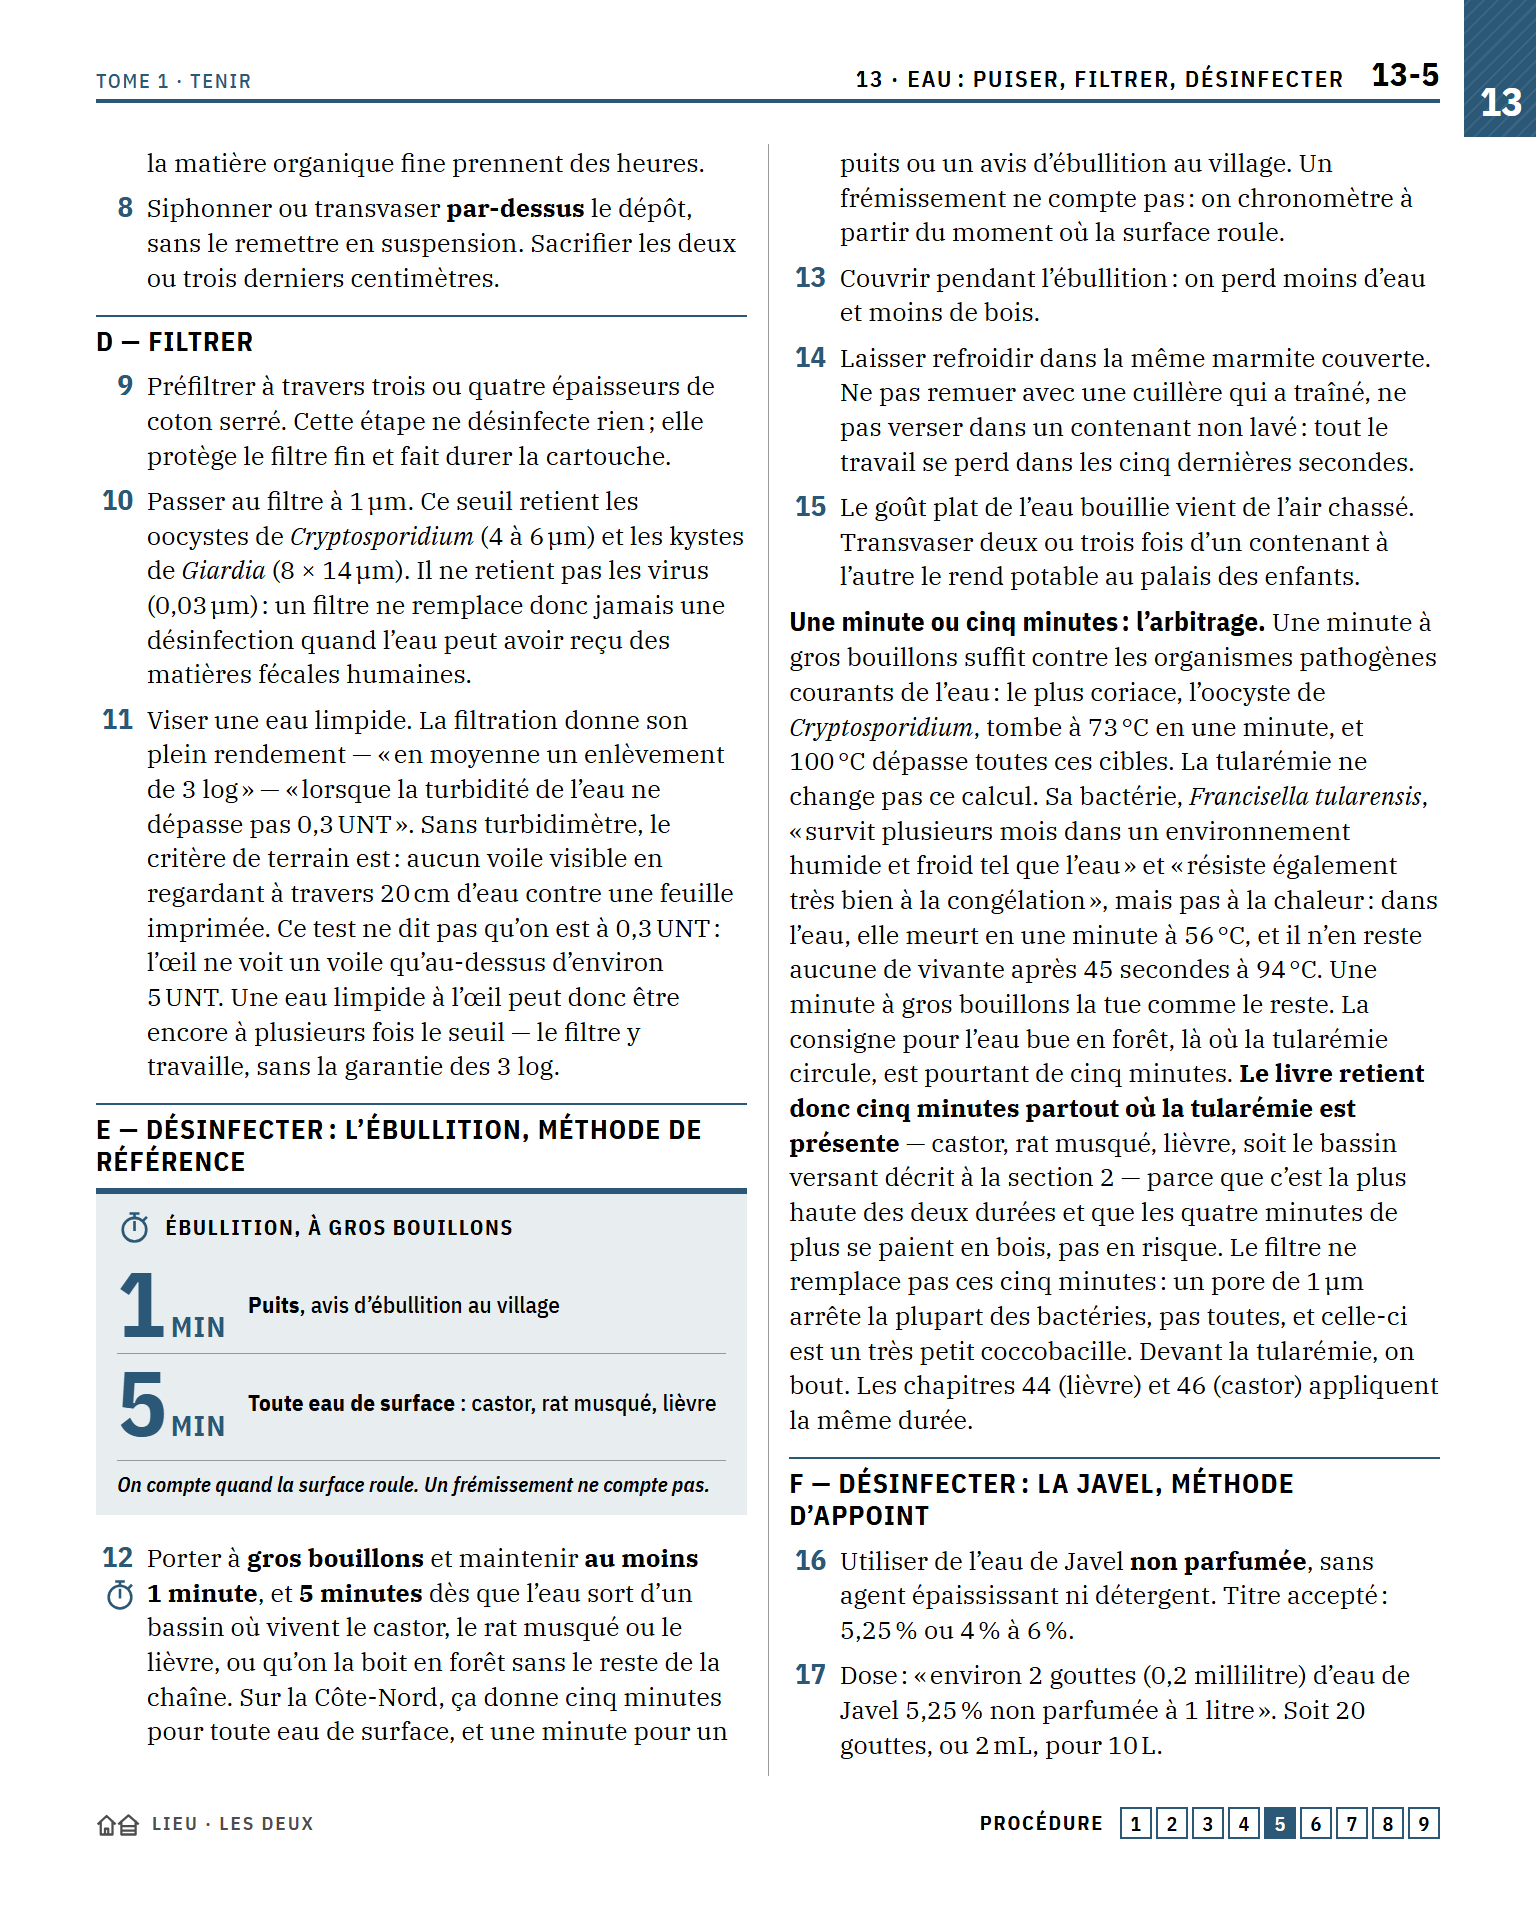 TOME 1 · TENIR
13 · EAU : PUISER, FILTRER, DÉSINFECTER 13-5
13
la matière organique fine prennent des heures.
8 Siphonner ou transvaser par-dessus le dépôt,
sans le remettre en suspension. Sacrifier les deux
ou trois derniers centimètres.
D — FILTRER
9 Préfiltrer à travers trois ou quatre épaisseurs de
coton serré. Cette étape ne désinfecte rien ; elle
protège le filtre fin et fait durer la cartouche.
10 Passer au filtre à 1 µm. Ce seuil retient les
oocystes de Cryptosporidium (4 à 6 µm) et les kystes
de Giardia (8 × 14 µm). Il ne retient pas les virus
(0,03 µm) : un filtre ne remplace donc jamais une
désinfection quand l’eau peut avoir reçu des
matières fécales humaines.
11 Viser une eau limpide. La filtration donne son
plein rendement — « en moyenne un enlèvement
de 3 log » — « lorsque la turbidité de l’eau ne
dépasse pas 0,3 UNT ». Sans turbidimètre, le
critère de terrain est : aucun voile visible en
regardant à travers 20 cm d’eau contre une feuille
imprimée. Ce test ne dit pas qu’on est à 0,3 UNT :
l’œil ne voit un voile qu’au-dessus d’environ
5 UNT. Une eau limpide à l’œil peut donc être
encore à plusieurs fois le seuil — le filtre y
travaille, sans la garantie des 3 log.
E — DÉSINFECTER : L’ÉBULLITION, MÉTHODE DE
RÉFÉRENCE
ÉBULLITION, À GROS BOUILLONS
1 MIN Puits, avis d’ébullition au village
5 MIN Toute eau de surface : castor, rat musqué, lièvre
On compte quand la surface roule. Un frémissement ne compte pas.
12 Porter à gros bouillons et maintenir au moins
1 minute, et 5 minutes dès que l’eau sort d’un
bassin où vivent le castor, le rat musqué ou le
lièvre, ou qu’on la boit en forêt sans le reste de la
chaîne. Sur la Côte-Nord, ça donne cinq minutes
pour toute eau de surface, et une minute pour un
puits ou un avis d’ébullition au village. Un
frémissement ne compte pas : on chronomètre à
partir du moment où la surface roule.
13 Couvrir pendant l’ébullition : on perd moins d’eau
et moins de bois.
14 Laisser refroidir dans la même marmite couverte.
Ne pas remuer avec une cuillère qui a traîné, ne
pas verser dans un contenant non lavé : tout le
travail se perd dans les cinq dernières secondes.
15 Le goût plat de l’eau bouillie vient de l’air chassé.
Transvaser deux ou trois fois d’un contenant à
l’autre le rend potable au palais des enfants.
Une minute ou cinq minutes : l’arbitrage. Une minute à
gros bouillons suffit contre les organismes pathogènes
courants de l’eau : le plus coriace, l’oocyste de
Cryptosporidium, tombe à 73 °C en une minute, et
100 °C dépasse toutes ces cibles. La tularémie ne
change pas ce calcul. Sa bactérie, Francisella tularensis,
« survit plusieurs mois dans un environnement
humide et froid tel que l’eau » et « résiste également
très bien à la congélation », mais pas à la chaleur : dans
l’eau, elle meurt en une minute à 56 °C, et il n’en reste
aucune de vivante après 45 secondes à 94 °C. Une
minute à gros bouillons la tue comme le reste. La
consigne pour l’eau bue en forêt, là où la tularémie
circule, est pourtant de cinq minutes. Le livre retient
donc cinq minutes partout où la tularémie est
présente — castor, rat musqué, lièvre, soit le bassin
versant décrit à la section 2 — parce que c’est la plus
haute des deux durées et que les quatre minutes de
plus se paient en bois, pas en risque. Le filtre ne
remplace pas ces cinq minutes : un pore de 1 µm
arrête la plupart des bactéries, pas toutes, et celle-ci
est un très petit coccobacille. Devant la tularémie, on
bout. Les chapitres 44 (lièvre) et 46 (castor) appliquent
la même durée.
F — DÉSINFECTER : LA JAVEL, MÉTHODE
D’APPOINT
16 Utiliser de l’eau de Javel non parfumée, sans
agent épaississant ni détergent. Titre accepté :
5,25 % ou 4 % à 6 %.
17 Dose : « environ 2 gouttes (0,2 millilitre) d’eau de
Javel 5,25 % non parfumée à 1 litre ». Soit 20
gouttes, ou 2 mL, pour 10 L.
LIEU · LES DEUX
PROCÉDURE 1 2 3 4 5 6 7 8 9